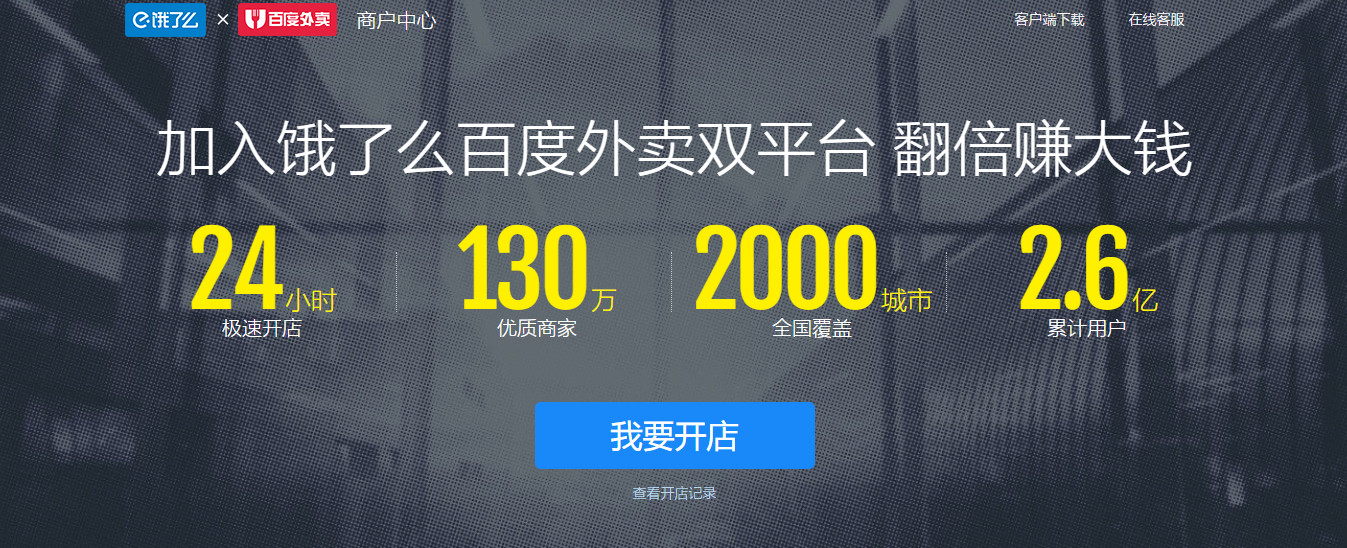 饿了么 × 百度外卖 商户中心 客户端下载 在线客服
加入饿了么百度外卖双平台 翻倍赚大钱
24小时 130万 2000城市 2.6亿
极速开店 优质商家 全国覆盖 累计用户
我要开店
查看开店记录